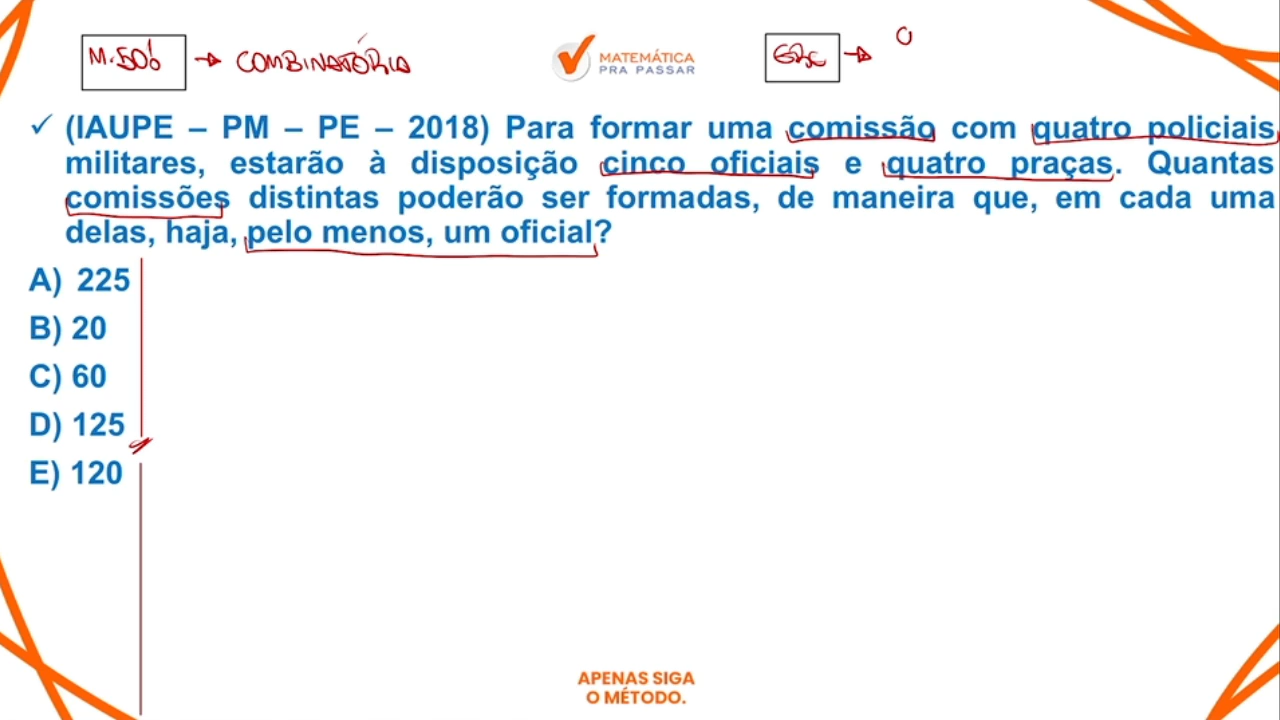 M.500 → COMBINATÓRIA
MATEMÁTICA
PRA PASSAR
✓ (IAUPE – PM – PE – 2018) Para formar uma comissão com quatro policiais
militares, estarão à disposição cinco oficiais e quatro praças. Quantas
comissões distintas poderão ser formadas, de maneira que, em cada uma
delas, haja, pelo menos, um oficial?
A) 225
B) 20
C) 60
D) 125
E) 120
APENAS SIGA
O MÉTODO.